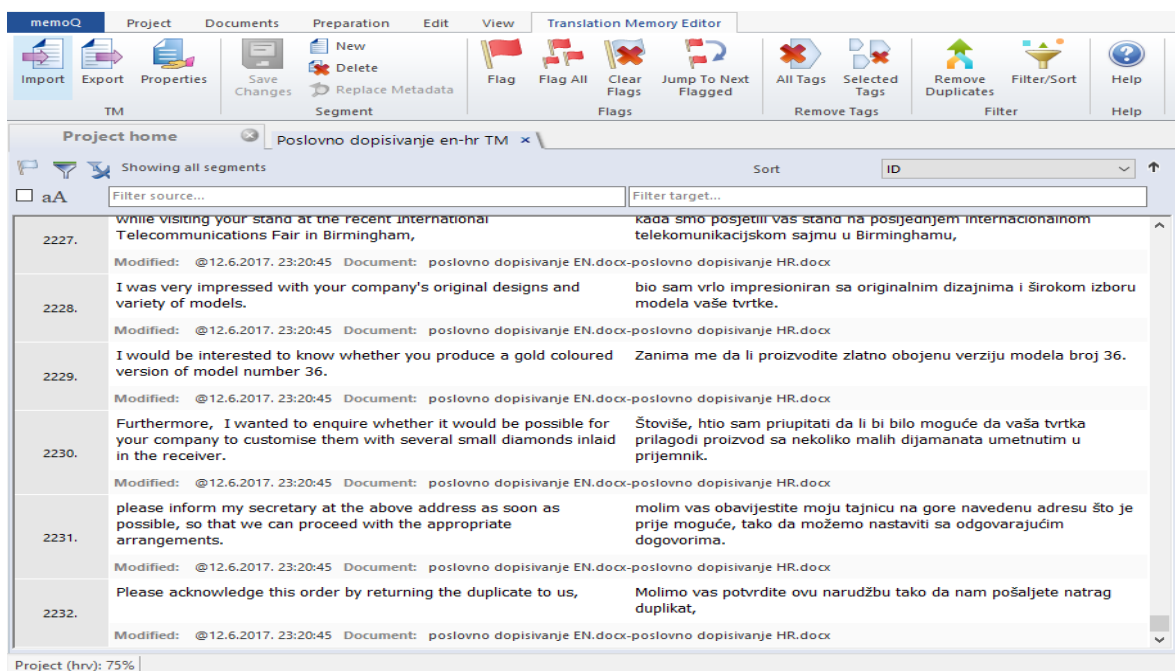 memoQ Project Documents Preparation Edit View Translation Memory Editor
Import Export Properties Save Changes New Delete Replace Metadata Flag Flag All Clear Flags Jump To Next Flagged All Tags Selected Tags Remove Duplicates Filter/Sort Help
TM Segment Flags Remove Tags Filter Help
Project home Poslovno dopisivanje en-hr TM ×
Showing all segments Sort ID
aA Filter source... Filter target...
2227.
while visiting your stand at the recent International
Telecommunications Fair in Birmingham,
kada smo posjetili vaš štand na posljednjem internacionalnom
telekomunikacijskom sajmu u Birminghamu,
Modified: @12.6.2017. 23:20:45 Document: poslovno dopisivanje EN.docx-poslovno dopisivanje HR.docx
2228.
I was very impressed with your company's original designs and
variety of models.
bio sam vrlo impresioniran sa originalnim dizajnima i širokom izboru
modela vaše tvrtke.
Modified: @12.6.2017. 23:20:45 Document: poslovno dopisivanje EN.docx-poslovno dopisivanje HR.docx
2229.
I would be interested to know whether you produce a gold coloured
version of model number 36.
Zanima me da li proizvodite zlatno obojenu verziju modela broj 36.
Modified: @12.6.2017. 23:20:45 Document: poslovno dopisivanje EN.docx-poslovno dopisivanje HR.docx
2230.
Furthermore, I wanted to enquire whether it would be possible for
your company to customise them with several small diamonds inlaid
in the receiver.
Štoviše, htio sam priupitati da li bi bilo moguće da vaša tvrtka
prilagodi proizvod sa nekoliko malih dijamanata umetnutim u
prijemnik.
Modified: @12.6.2017. 23:20:45 Document: poslovno dopisivanje EN.docx-poslovno dopisivanje HR.docx
2231.
please inform my secretary at the above address as soon as
possible, so that we can proceed with the appropriate
arrangements.
molim vas obavijestite moju tajnicu na gore navedenu adresu što je
prije moguće, tako da možemo nastaviti sa odgovarajućim
dogovorima.
Modified: @12.6.2017. 23:20:45 Document: poslovno dopisivanje EN.docx-poslovno dopisivanje HR.docx
2232.
Please acknowledge this order by returning the duplicate to us,
Molimo vas potvrdite ovu narudžbu tako da nam pošaljete natrag
duplikat,
Modified: @12.6.2017. 23:20:45 Document: poslovno dopisivanje EN.docx-poslovno dopisivanje HR.docx
Project (hrv): 75%